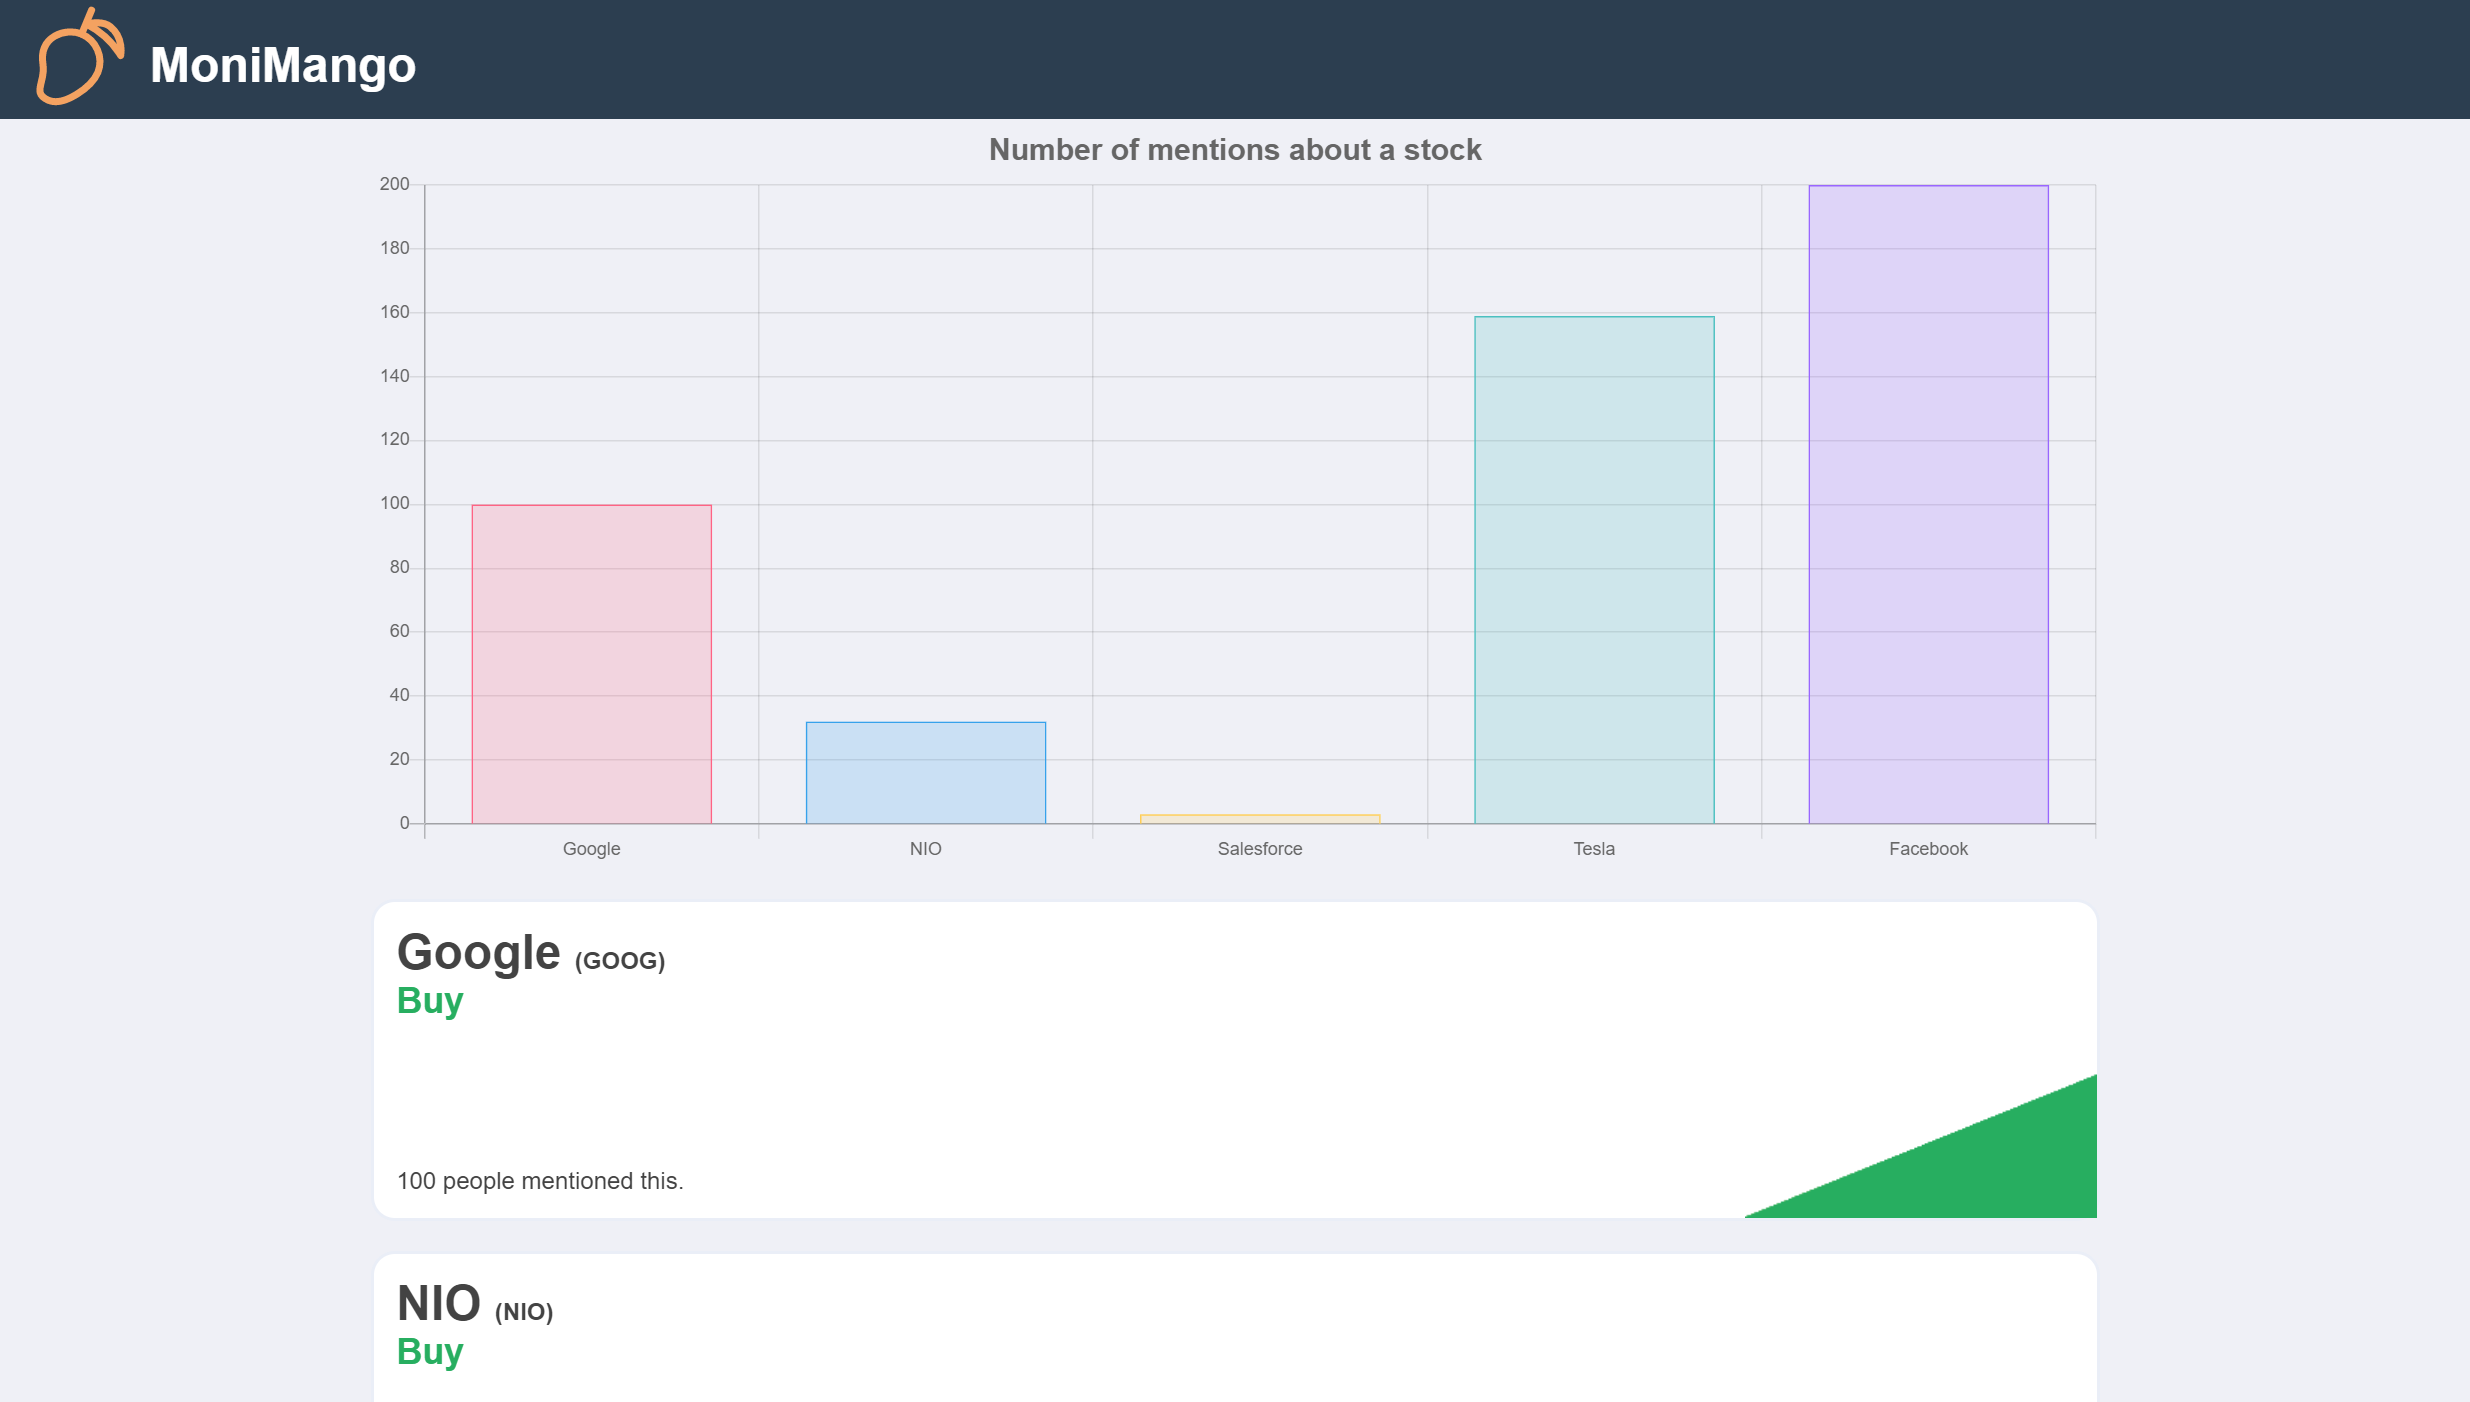 MoniMango
Number of mentions about a stock
200
180
160
140
120
100
80
60
40
20
0
Google NIO Salesforce Tesla Facebook
Google (GOOG)
Buy
100 people mentioned this.
NIO (NIO)
Buy